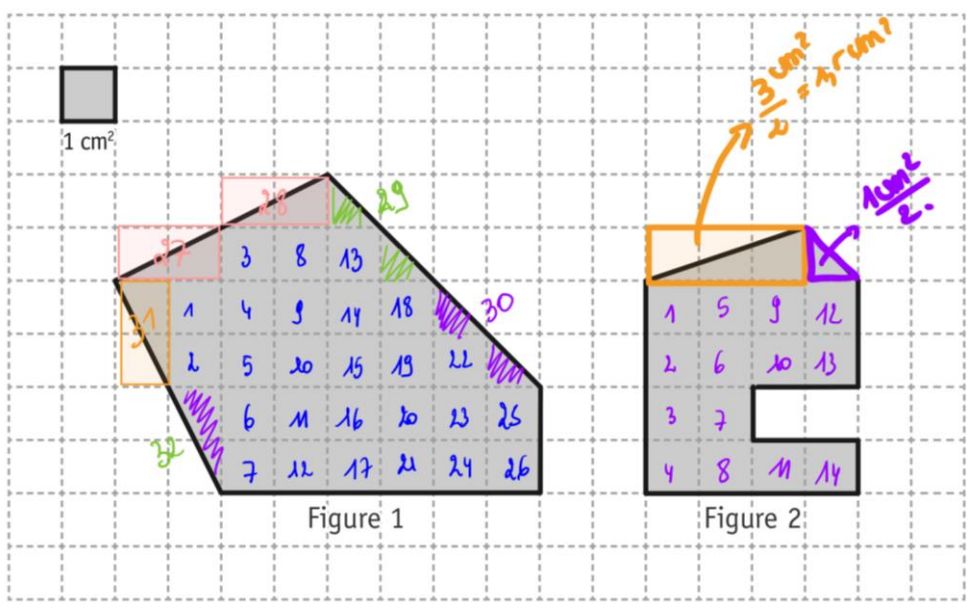 3 cm²
— = 1,5 cm²
2
1 cm²
1cm²
2.
28
29
27
3 8 13
31
1 4 9 14 18
30
1 5 9 12
2 5 10 15 19 22
2 6 10 13
6 11 16 20 23 25
3 7
32
7 12 17 21 24 26
4 8 11 14
Figure 1
Figure 2